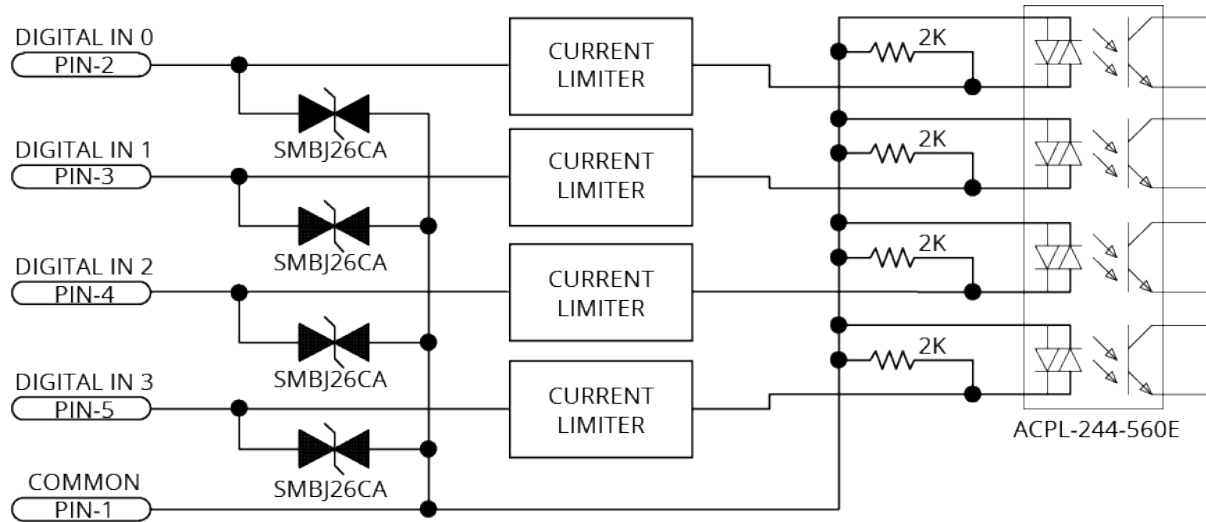 DIGITAL IN 0
PIN-2
SMBJ26CA
CURRENT
LIMITER
2K
DIGITAL IN 1
PIN-3
SMBJ26CA
CURRENT
LIMITER
2K
DIGITAL IN 2
PIN-4
SMBJ26CA
CURRENT
LIMITER
2K
DIGITAL IN 3
PIN-5
SMBJ26CA
CURRENT
LIMITER
2K
ACPL-244-560E
COMMON
PIN-1